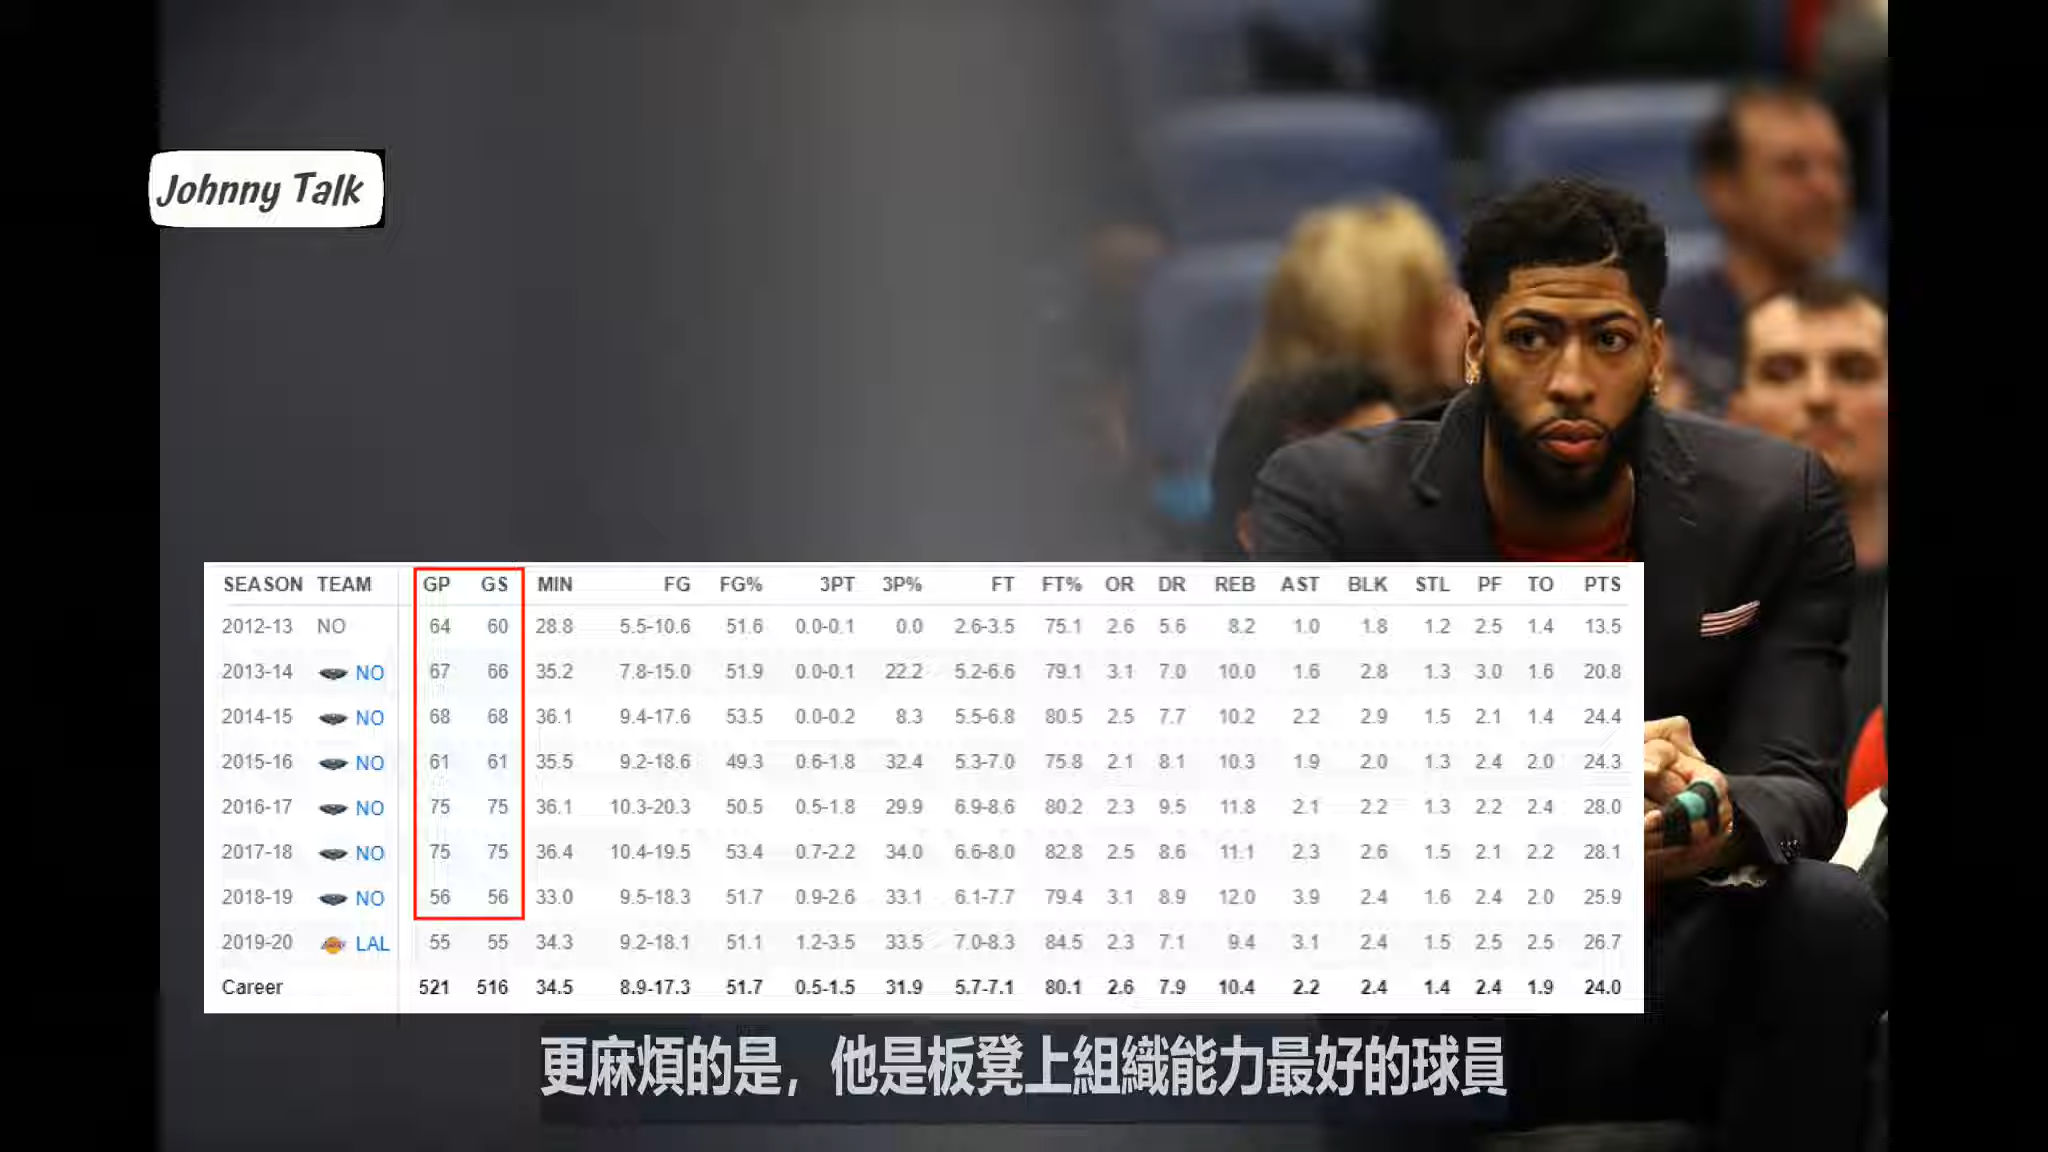 Johnny Talk
SEASON TEAM GP GS MIN FG FG% 3PT 3P% FT FT% OR DR REB AST BLK STL PF TO PTS
2012-13 NO 64 60 28.8 5.5-10.6 51.6 0.0-0.1 0.0 2.6-3.5 75.1 2.6 5.6 8.2 1.0 1.8 1.2 2.5 1.4 13.5
2013-14 NO 67 66 35.2 7.8-15.0 51.9 0.0-0.1 22.2 5.2-6.6 79.1 3.1 7.0 10.0 1.6 2.8 1.3 3.0 1.6 20.8
2014-15 NO 68 68 36.1 9.4-17.6 53.5 0.0-0.2 8.3 5.5-6.8 80.5 2.5 7.7 10.2 2.2 2.9 1.5 2.1 1.4 24.4
2015-16 NO 61 61 35.5 9.2-18.6 49.3 0.6-1.8 32.4 5.3-7.0 75.8 2.1 8.1 10.3 1.9 2.0 1.3 2.4 2.0 24.3
2016-17 NO 75 75 36.1 10.3-20.3 50.5 0.5-1.8 29.9 6.9-8.6 80.2 2.3 9.5 11.8 2.1 2.2 1.3 2.2 2.4 28.0
2017-18 NO 75 75 36.4 10.4-19.5 53.4 0.7-2.2 34.0 6.6-8.0 82.8 2.5 8.6 11.1 2.3 2.6 1.5 2.1 2.2 28.1
2018-19 NO 56 56 33.0 9.5-18.3 51.7 0.9-2.6 33.1 6.1-7.7 79.4 3.1 8.9 12.0 3.9 2.4 1.6 2.4 2.0 25.9
2019-20 LAL 55 55 34.3 9.2-18.1 51.1 1.2-3.5 33.5 7.0-8.3 84.5 2.3 7.1 9.4 3.1 2.4 1.5 2.5 2.5 26.7
Career 521 516 34.5 8.9-17.3 51.7 0.5-1.5 31.9 5.7-7.1 80.1 2.6 7.9 10.4 2.2 2.4 1.4 2.4 1.9 24.0
更麻煩的是，他是板凳上組織能力最好的球員